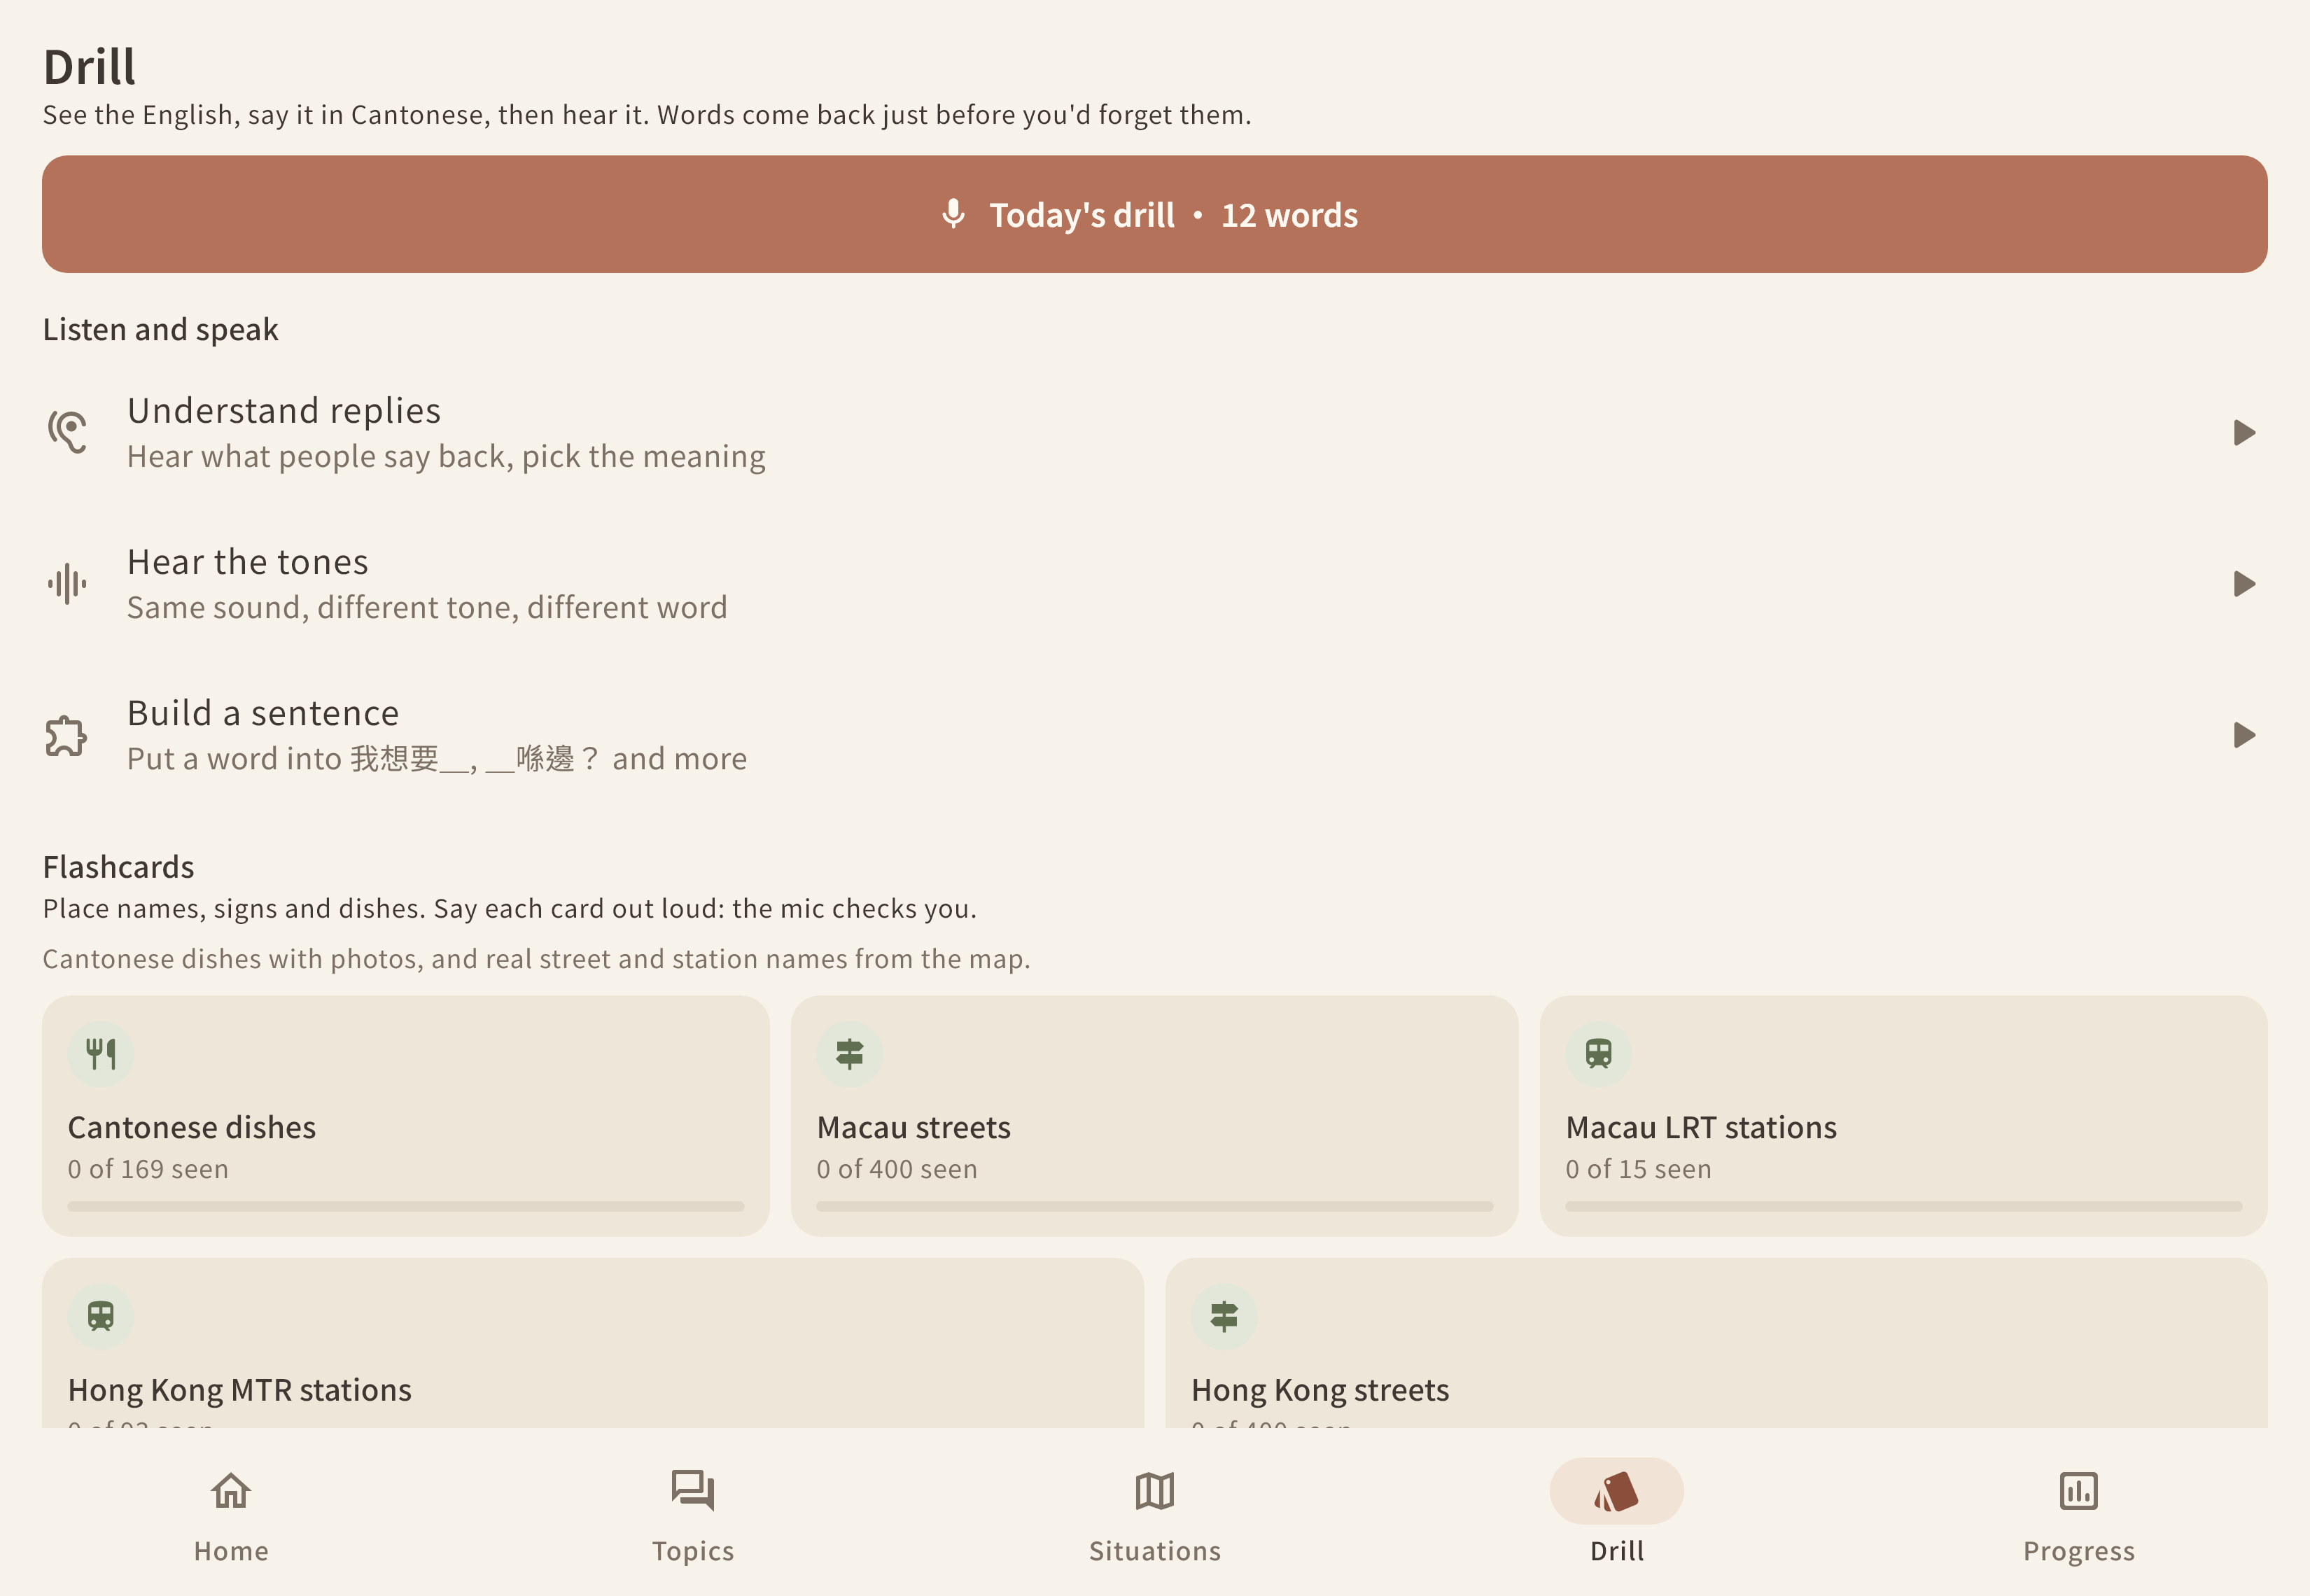 Drill
See the English, say it in Cantonese, then hear it. Words come back just before you'd forget them.
Today's drill • 12 words
Listen and speak
Understand replies
Hear what people say back, pick the meaning
Hear the tones
Same sound, different tone, different word
Build a sentence
Put a word into 我想要__, __喺邊？ and more
Flashcards
Place names, signs and dishes. Say each card out loud: the mic checks you.
Cantonese dishes with photos, and real street and station names from the map.
Cantonese dishes
0 of 169 seen
Macau streets
0 of 400 seen
Macau LRT stations
0 of 15 seen
Hong Kong MTR stations
Hong Kong streets
Home
Topics
Situations
Drill
Progress